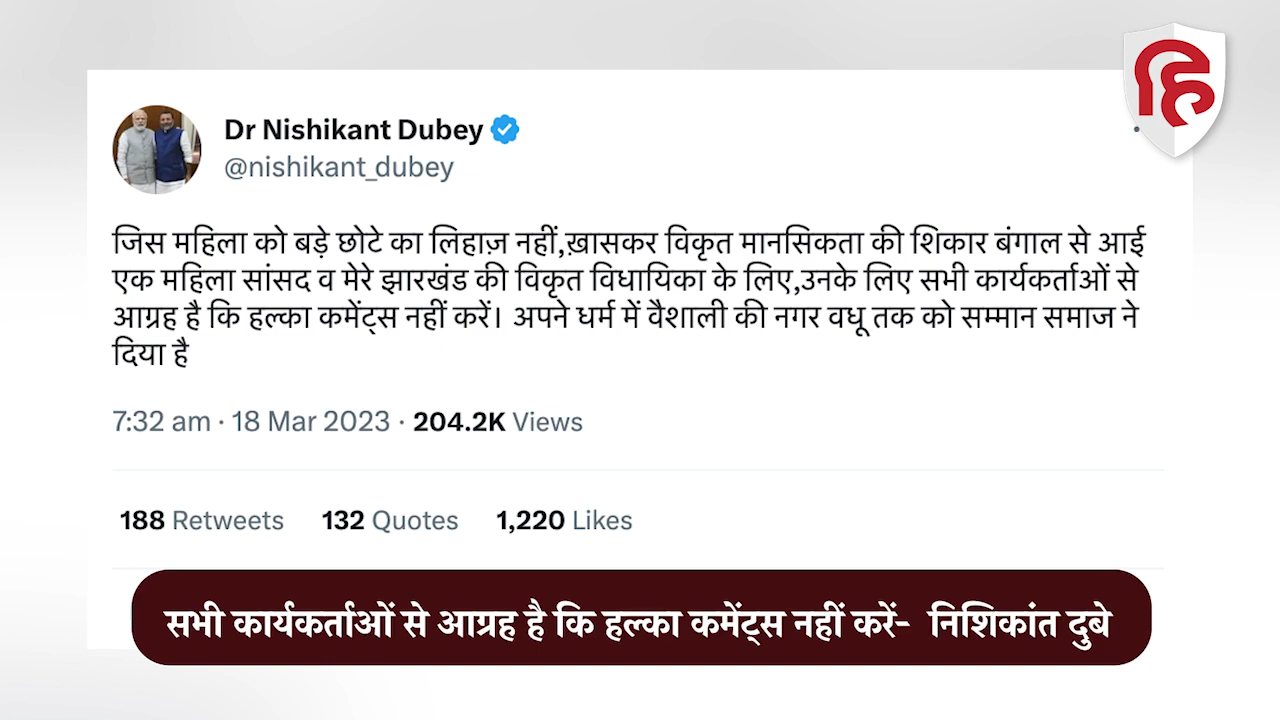 हि
Dr Nishikant Dubey
@nishikant_dubey
जिस महिला को बड़े छोटे का लिहाज़ नहीं,ख़ासकर विकृत मानसिकता की शिकार बंगाल से आई
एक महिला सांसद व मेरे झारखंड की विकृत विधायिका के लिए,उनके लिए सभी कार्यकर्ताओं से
आग्रह है कि हल्का कमेंट्स नहीं करें। अपने धर्म में वैशाली की नगर वधू तक को सम्मान समाज ने
दिया है
7:32 am · 18 Mar 2023 · 204.2K Views
188 Retweets 132 Quotes 1,220 Likes
सभी कार्यकर्ताओं से आग्रह है कि हल्का कमेंट्स नहीं करें- निशिकांत दुबे